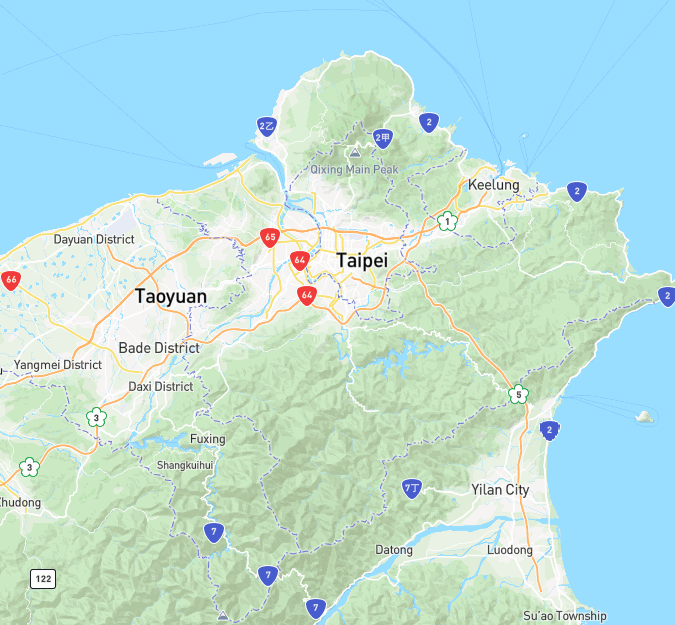 2乙
2甲
2
Qixing Main Peak
Keelung
2
1
Dayuan District
65
Taipei
64
66
Taoyuan
64
2
Bade District
Yangmei District
Daxi District
5
3
2
Fuxing
Shangkuihui
3
7丁
Yilan City
Zhudong
7
Datong
Luodong
122
7
7
Su'ao Township